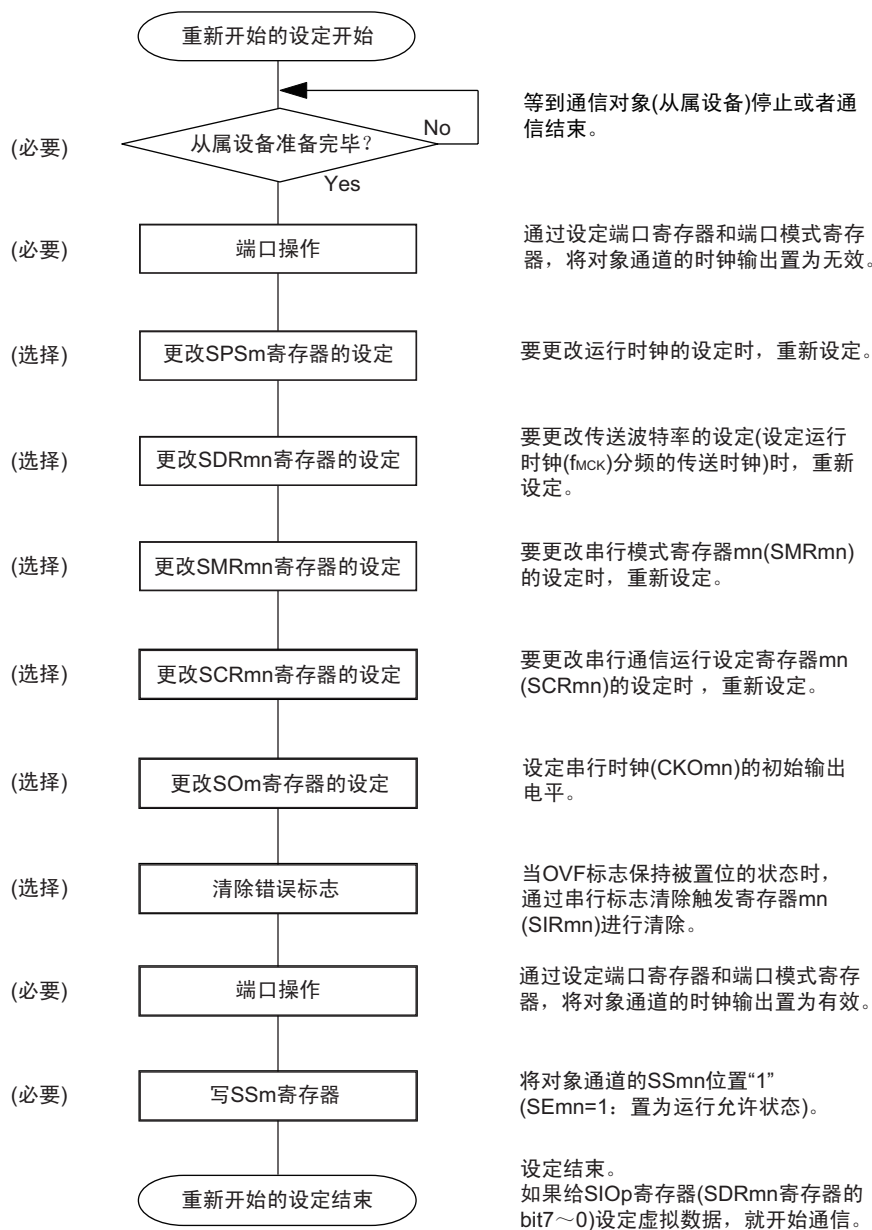 重新开始的设定开始
(必要)
从属设备准备完毕？
No
Yes
等到通信对象(从属设备)停止或者通
信结束。
(必要)
端口操作
通过设定端口寄存器和端口模式寄存
器，将对象通道的时钟输出置为无效。
(选择)
更改SPSm寄存器的设定
要更改运行时钟的设定时，重新设定。
(选择)
更改SDRmn寄存器的设定
要更改传送波特率的设定(设定运行
时钟(fMCK)分频的传送时钟)时，重新
设定。
(选择)
更改SMRmn寄存器的设定
要更改串行模式寄存器mn(SMRmn)
的设定时，重新设定。
(选择)
更改SCRmn寄存器的设定
要更改串行通信运行设定寄存器mn
(SCRmn)的设定时 ，重新设定。
(选择)
更改SOm寄存器的设定
设定串行时钟(CKOmn)的初始输出
电平。
(选择)
清除错误标志
当OVF标志保持被置位的状态时，
通过串行标志清除触发寄存器mn
(SIRmn)进行清除。
(必要)
端口操作
通过设定端口寄存器和端口模式寄存
器，将对象通道的时钟输出置为有效。
(必要)
写SSm寄存器
将对象通道的SSmn位置“1”
(SEmn=1：置为运行允许状态)。
重新开始的设定结束
设定结束。
如果给SIOp寄存器(SDRmn寄存器的
bit7～0)设定虚拟数据，就开始通信。